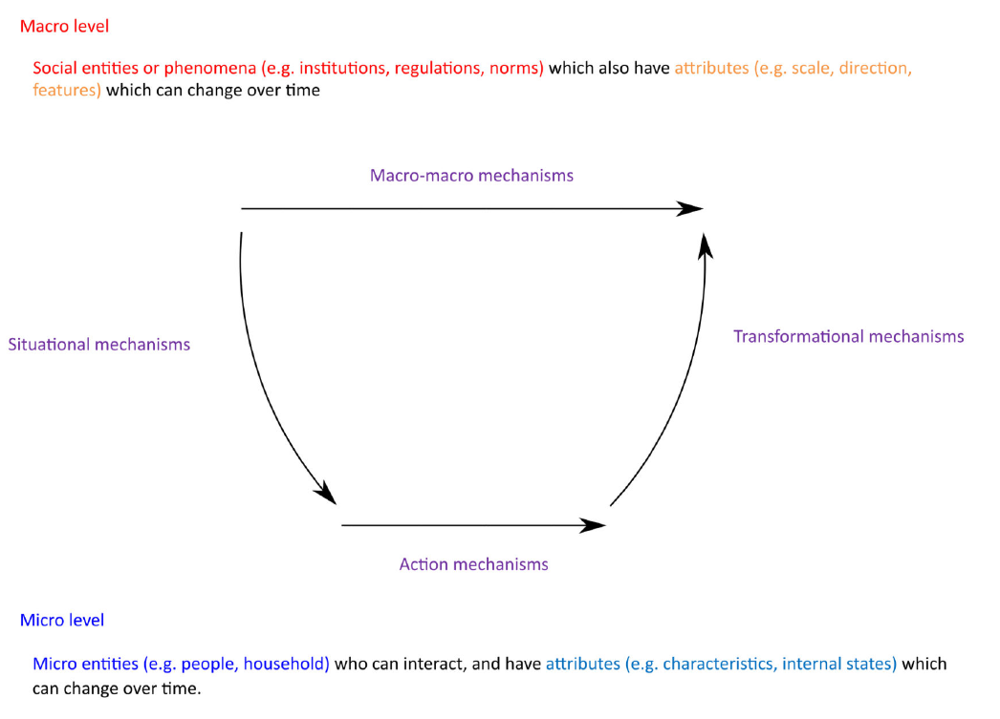 Macro level
Social entities or phenomena (e.g. institutions, regulations, norms) which also have attributes (e.g. scale, direction,
features) which can change over time
Macro-macro mechanisms
Situational mechanisms
Transformational mechanisms
Action mechanisms
Micro level
Micro entities (e.g. people, household) who can interact, and have attributes (e.g. characteristics, internal states) which
can change over time.